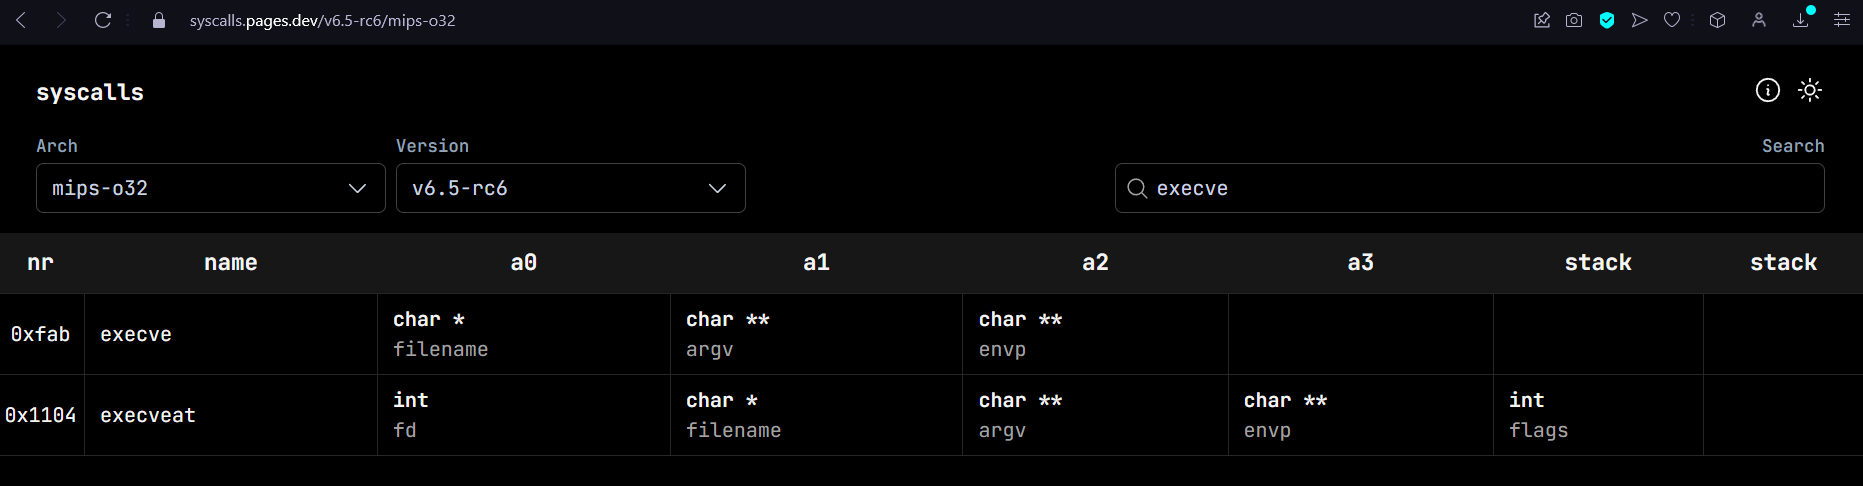 syscalls.pages.dev/v6.5-rc6/mips-o32
syscalls
Arch Version Search
mips-o32 v6.5-rc6 execve
nr name a0 a1 a2 a3 stack stack
0xfab execve char * char ** char **
filename argv envp
0x1104 execveat int char * char ** char ** int
fd filename argv envp flags